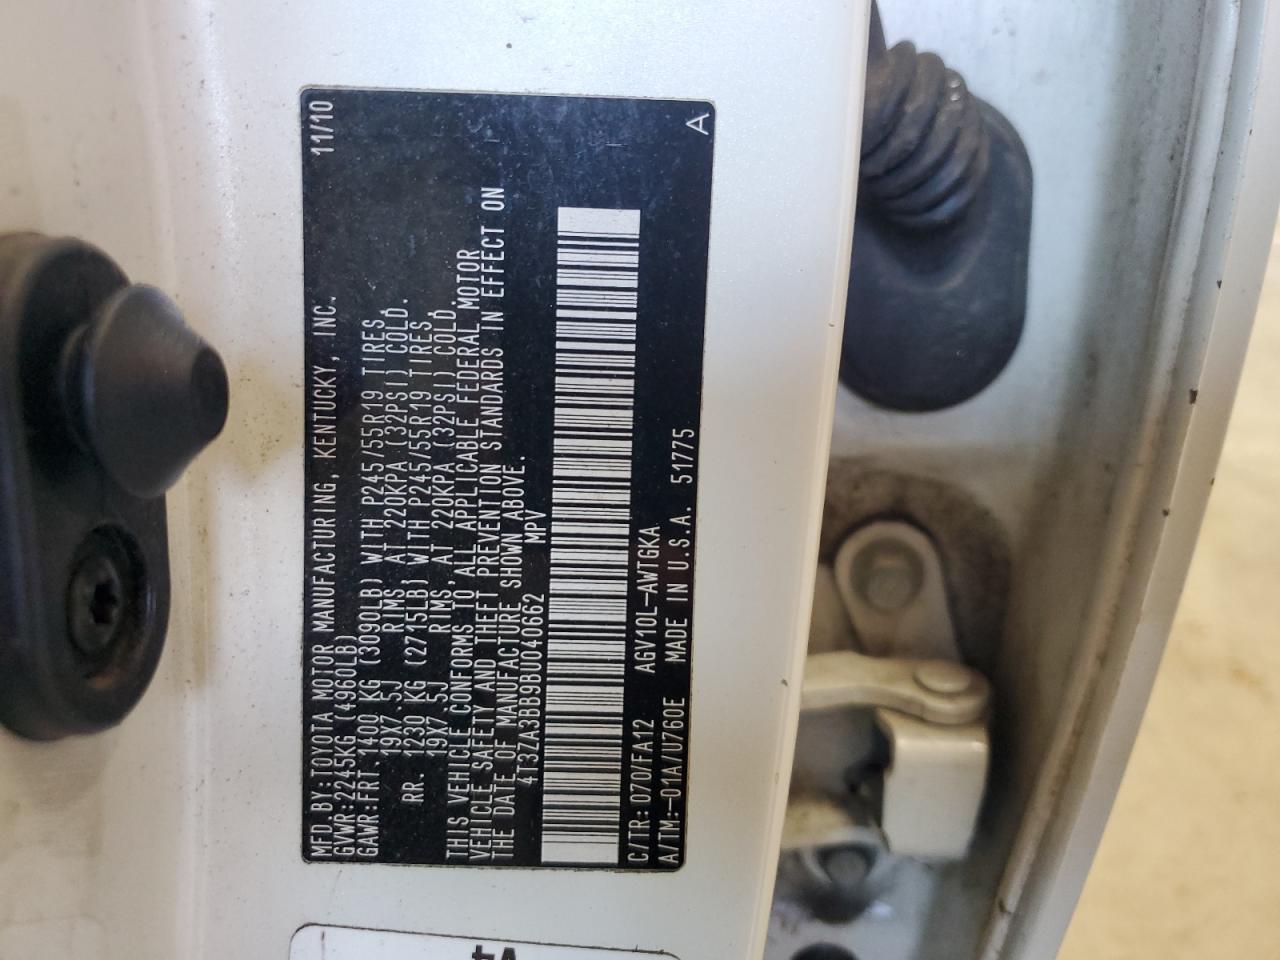 MFD.BY:TOYOTA MOTOR MANUFACTURING, KENTUCKY, INC. 11/10
GVWR:2245KG (4960LB)
GAWR:FRT.1400 KG (3090LB) WITH P245/55R19 TIRES,
19X7.5J RIMS, AT 220KPA (32PSI) COLD.
RR. 1230 KG (2715LB) WITH P245/55R19 TIRES,
19X7.5J RIMS, AT 220KPA (32PSI) COLD.
THIS VEHICLE CONFORMS TO ALL APPLICABLE FEDERAL MOTOR
VEHICLE SAFETY AND THEFT PREVENTION STANDARDS IN EFFECT ON
THE DATE OF MANUFACTURE SHOWN ABOVE.
4T3ZA3BB9BU040662 MPV
C/TR:070/FA12 AGV10L-AWTGKA
A/TM:-01A/U760E MADE IN U.S.A. 51775 A